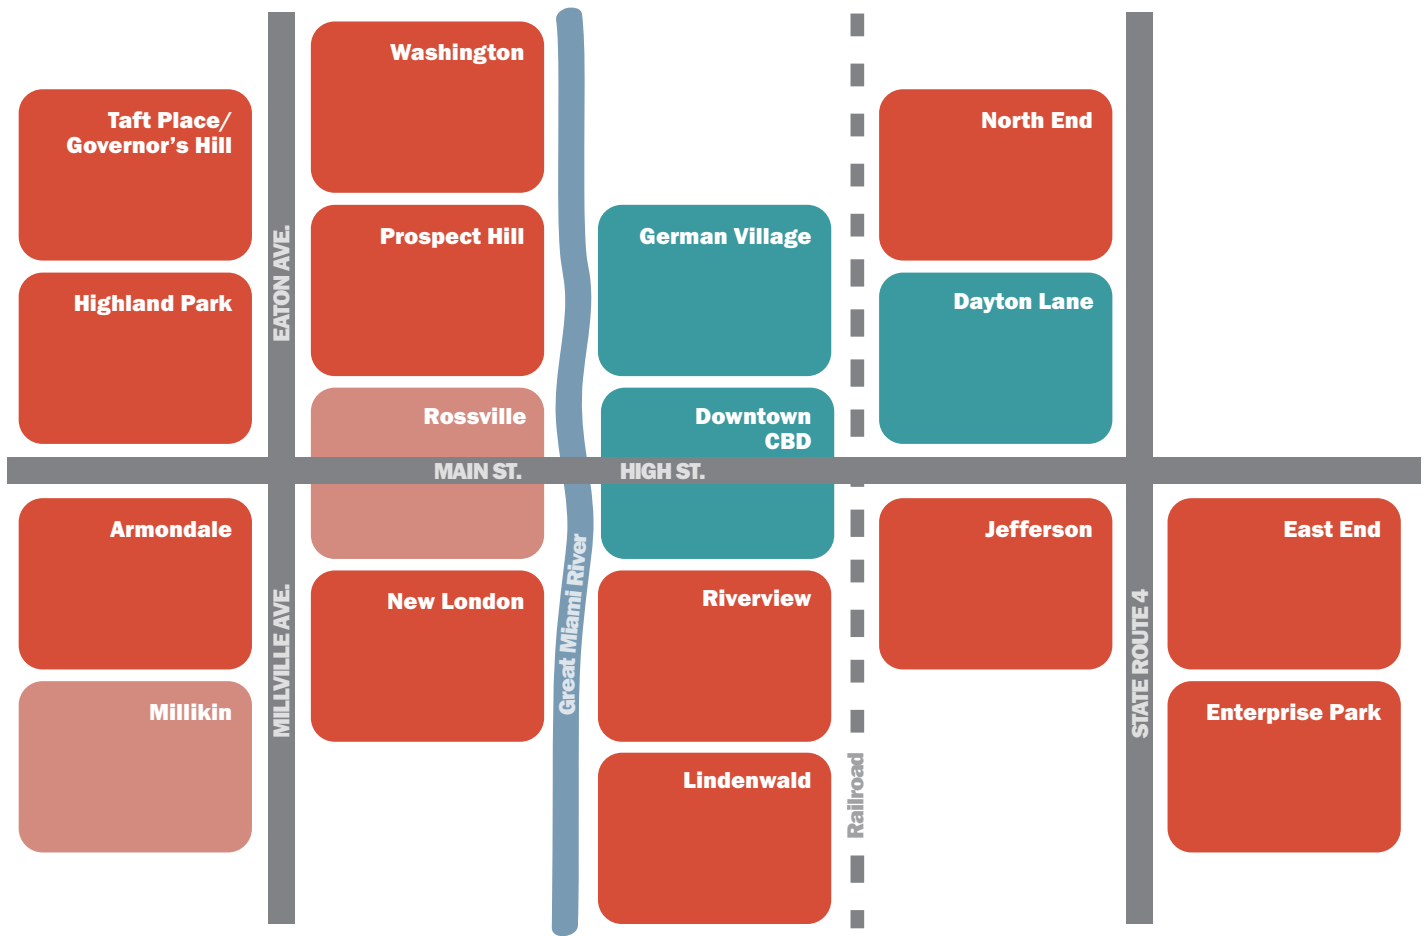 Washington
Taft Place/
Governor's Hill
North End
EATON AVE.
Prospect Hill
German Village
Highland Park
Dayton Lane
Rossville
Downtown
CBD
MAIN ST.
HIGH ST.
Armondale
Jefferson
East End
MILLVILLE AVE.
New London
Great Miami River
Riverview
STATE ROUTE 4
Millikin
Enterprise Park
Lindenwald
Railroad